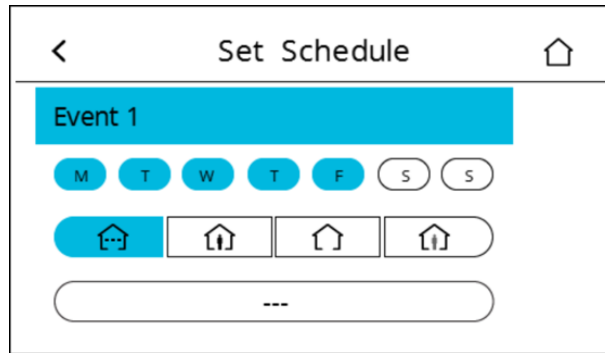 Set Schedule
Event 1
M T W T F S S
---